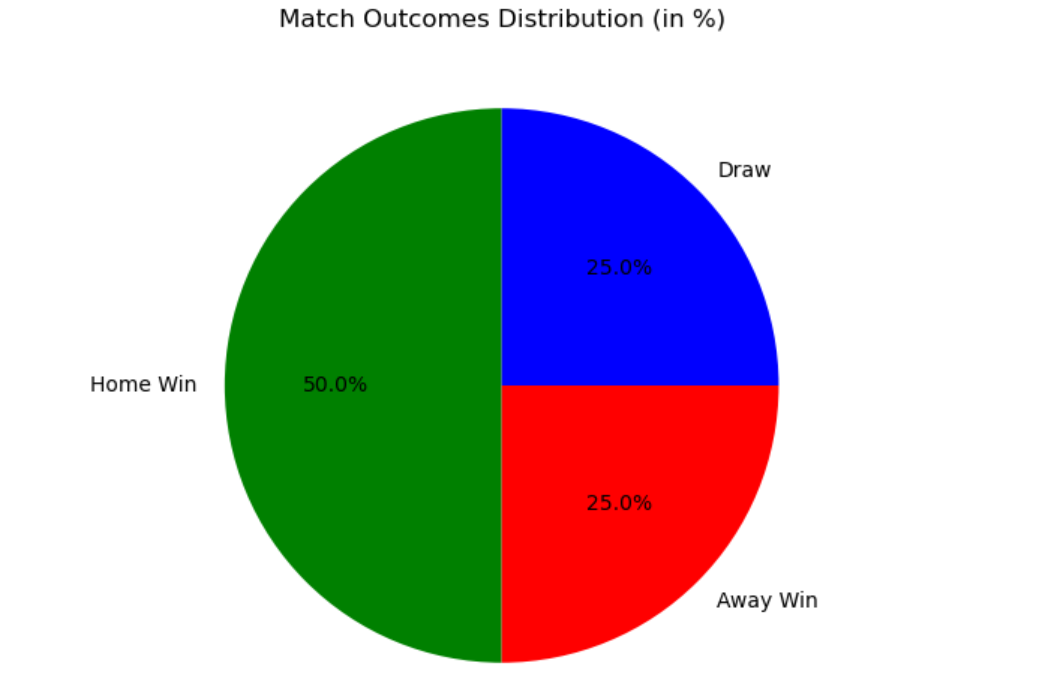 Match Outcomes Distribution (in %)
Draw
25.0%
Home Win
50.0%
25.0%
Away Win